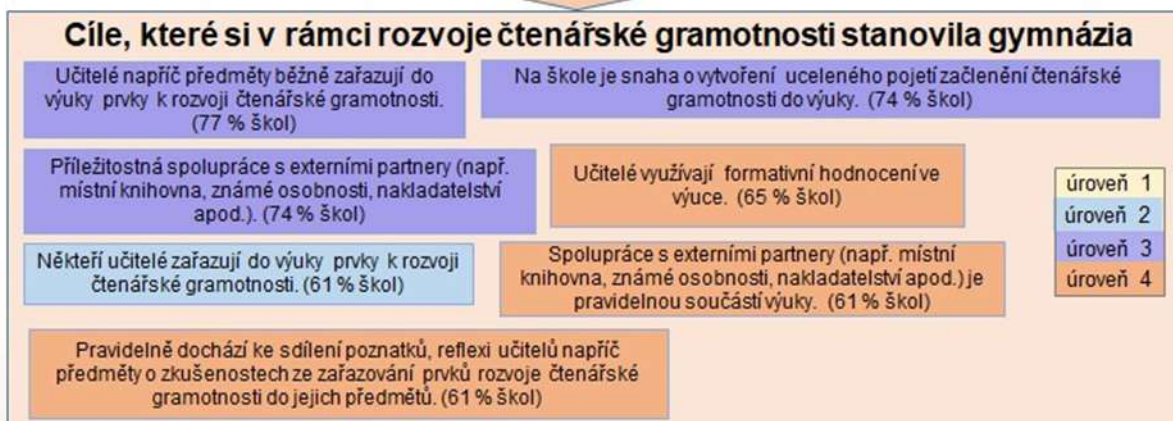 Cíle, které si v rámci rozvoje čtenářské gramotnosti stanovila gymnázia
Učitelé napříč předměty běžně zařazují do
výuky prvky k rozvoji čtenářské gramotnosti.
(77 % škol)
Na škole je snaha o vytvoření uceleného pojetí začlenění čtenářské
gramotnosti do výuky. (74 % škol)
Příležitostná spolupráce s externími partnery (např.
místní knihovna, známé osobnosti, nakladatelství
apod.). (74 % škol)
Učitelé využívají formativní hodnocení ve
výuce. (65 % škol)
Někteří učitelé zařazují do výuky prvky k rozvoji
čtenářské gramotnosti. (61 % škol)
Spolupráce s externími partnery (např. místní
knihovna, známé osobnosti, nakladatelství apod.) je
pravidelnou součástí výuky. (61 % škol)
Pravidelně dochází ke sdílení poznatků, reflexi učitelů napříč
předměty o zkušenostech ze zařazování prvků rozvoje čtenářské
gramotnosti do jejich předmětů. (61 % škol)
úroveň 1
úroveň 2
úroveň 3
úroveň 4